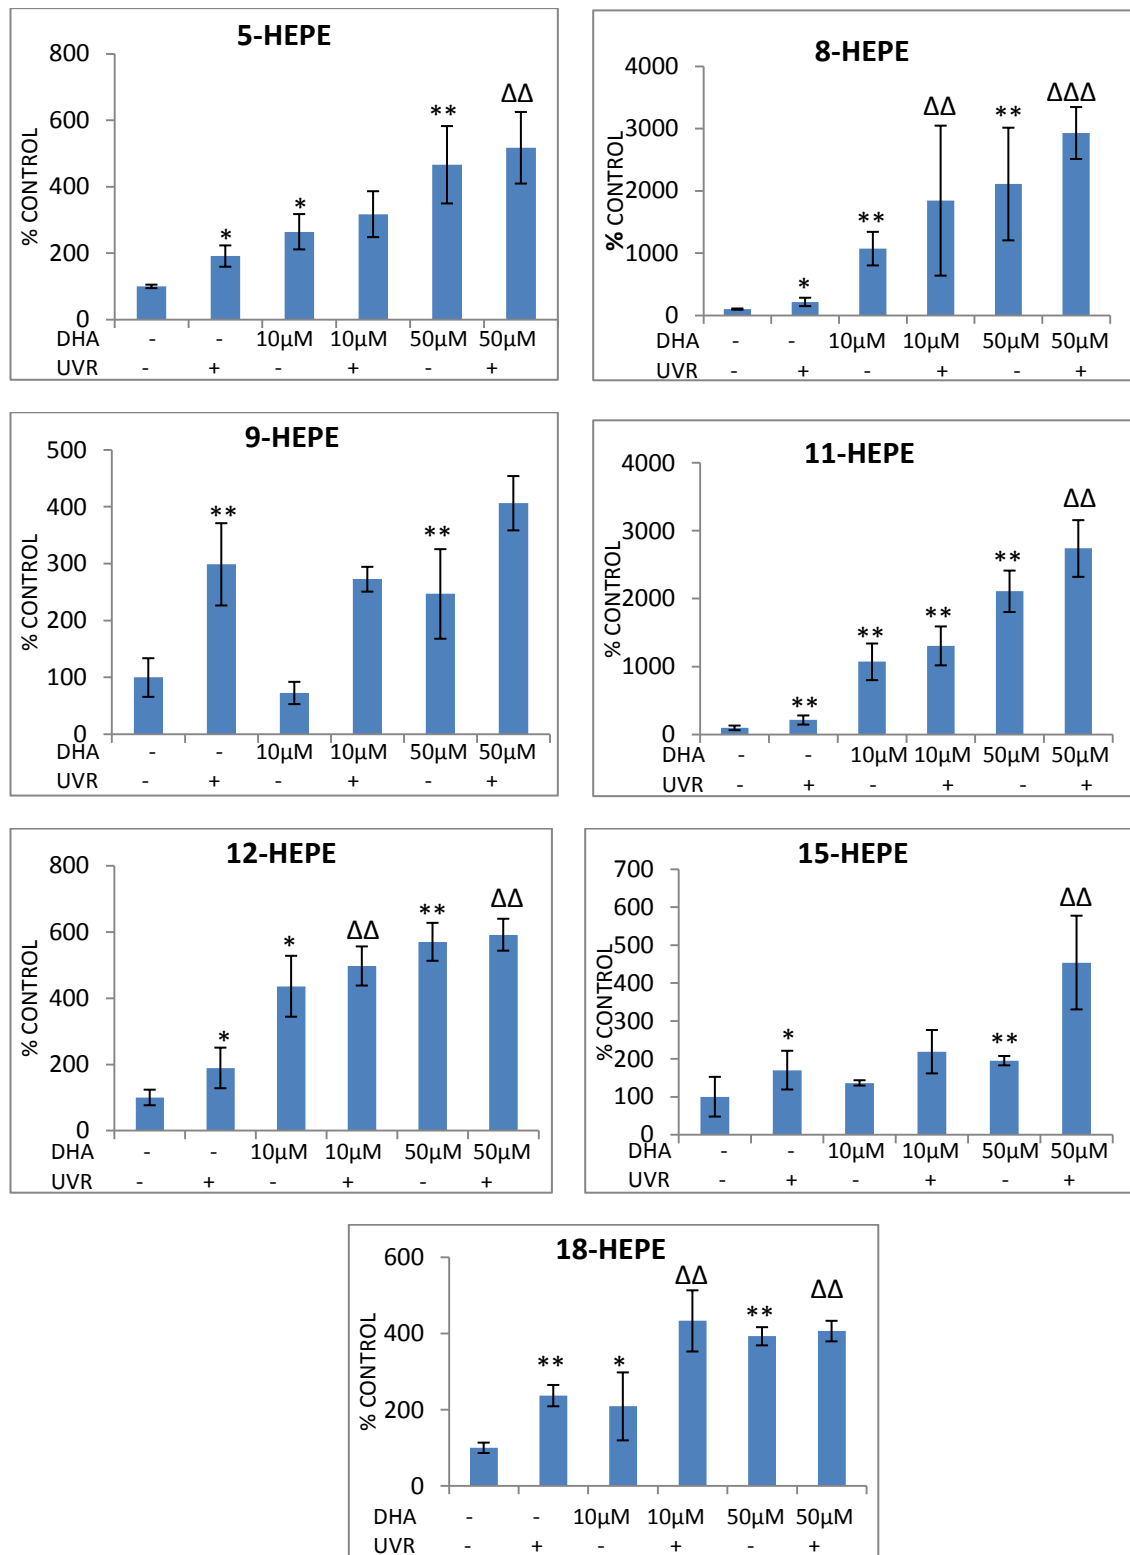 5-HEPE
% CONTROL
800
600
400
200
0
* * ** ΔΔ
DHA - - 10µM 10µM 50µM 50µM
UVR - + - + - +
8-HEPE
% CONTROL
4000
3000
2000
1000
0
* ** ΔΔ ** ΔΔΔ
DHA - - 10µM 10µM 50µM 50µM
UVR - + - + - +
9-HEPE
% CONTROL
500
400
300
200
100
0
** **
DHA - - 10µM 10µM 50µM 50µM
UVR - + - + - +
11-HEPE
% CONTROL
4000
3000
2000
1000
0
** ** ** ** ΔΔ
DHA - - 10µM 10µM 50µM 50µM
UVR - + - + - +
12-HEPE
% CONTROL
800
600
400
200
0
* * ΔΔ ** ΔΔ
DHA - - 10µM 10µM 50µM 50µM
UVR - + - + - +
15-HEPE
% CONTROL
700
600
500
400
300
200
100
0
* ** ΔΔ
DHA - - 10µM 10µM 50µM 50µM
UVR - + - + - +
18-HEPE
% CONTROL
600
400
200
0
** * ΔΔ ** ΔΔ
DHA - - 10µM 10µM 50µM 50µM
UVR - + - + - +